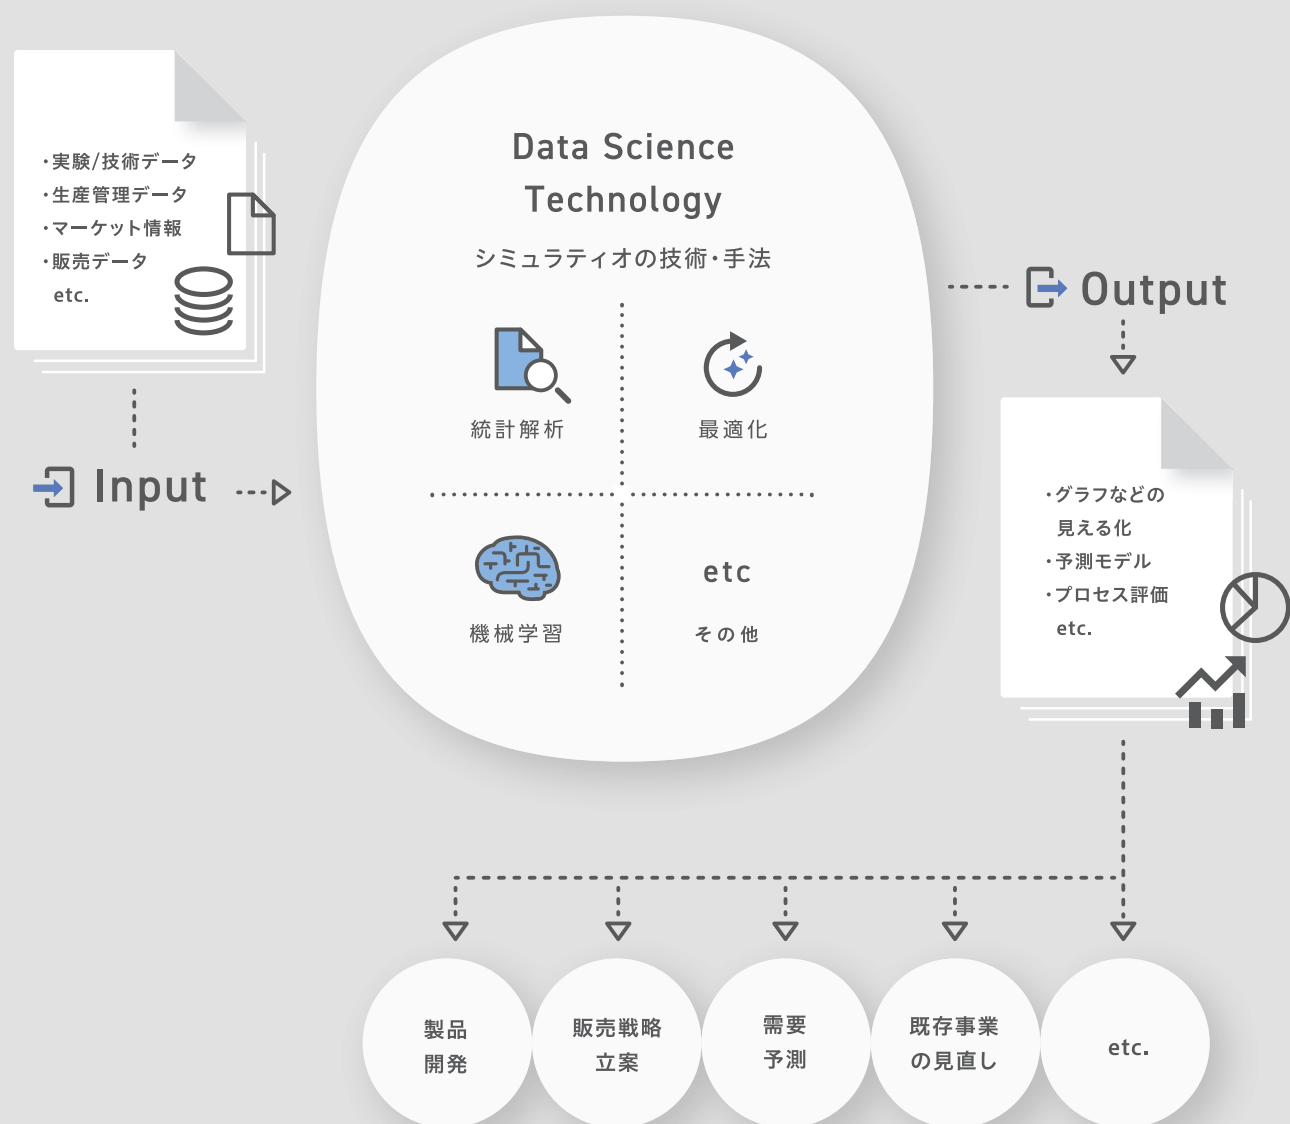 ・実験/技術データ
・生産管理データ
・マーケット情報
・販売データ
etc.
Input
Data Science
Technology
シミュラティオの技術・手法
統計解析
最適化
機械学習
etc
その他
Output
・グラフなどの
見える化
・予測モデル
・プロセス評価
etc.
製品
開発
販売戦略
立案
需要
予測
既存事業
の見直し
etc.